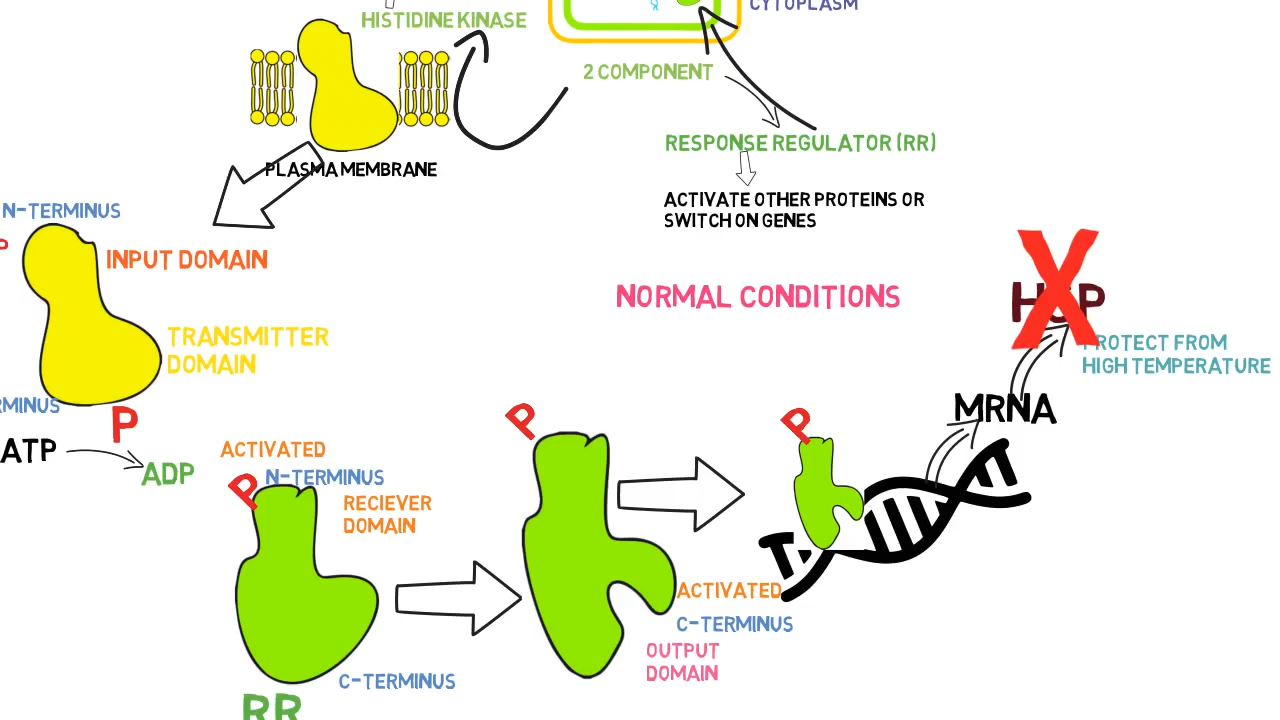 CYTOPLASM
HISTIDINE KINASE
2 COMPONENT
RESPONSE REGULATOR (RR)
PLASMA MEMBRANE
ACTIVATE OTHER PROTEINS OR
SWITCH ON GENES
N-TERMINUS
P
INPUT DOMAIN
NORMAL CONDITIONS
TRANSMITTER
DOMAIN
PROTECT FROM
HIGH TEMPERATURE
RMINUS
P
MRNA
P
P
ATP
ADP
ACTIVATED
N-TERMINUS
P
RECIEVER
DOMAIN
ACTIVATED
C-TERMINUS
OUTPUT
DOMAIN
C-TERMINUS
RR